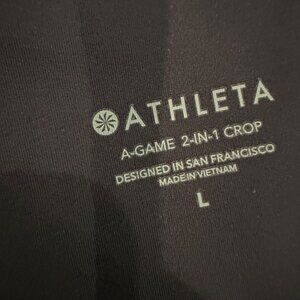 ATHLETA
A-GAME 2-IN-1 CROP
DESIGNED IN SAN FRANCISCO
MADE IN VIETNAM
L